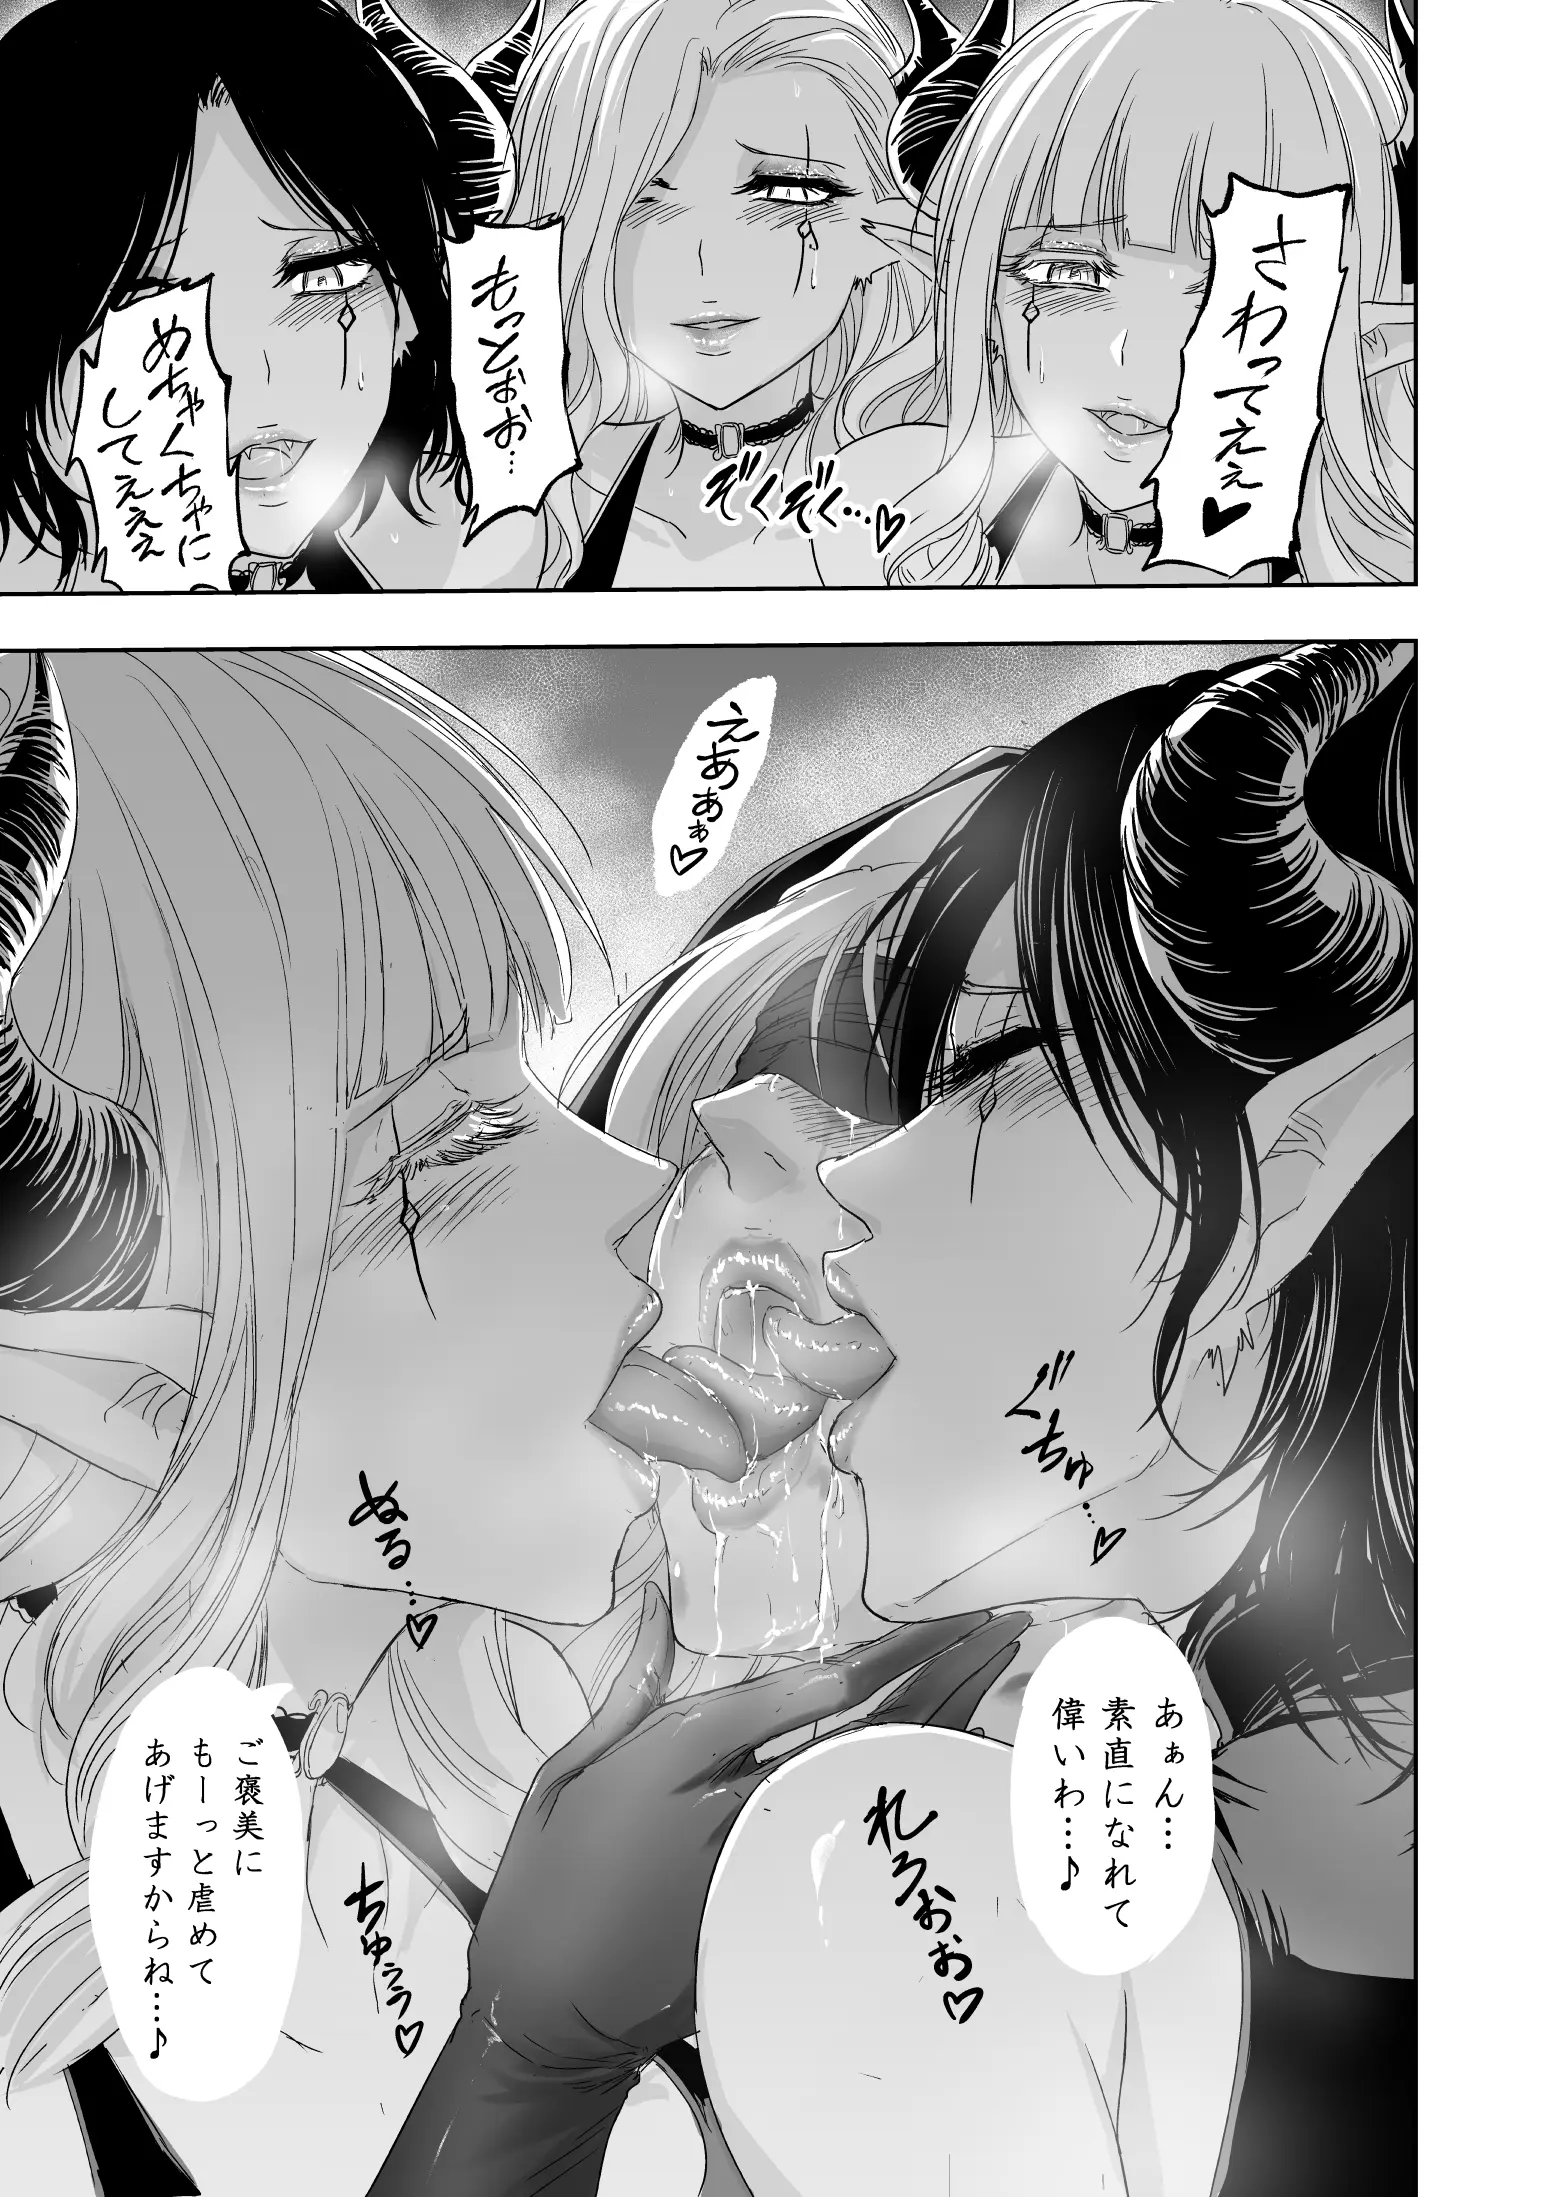 さわってえぇ♥
もっとぉお…
めちゃくちゃに
してえええ
ぞくぞく…♡
えあぁぁ♡
ぐちゅ…♡
ぬる…♡
あぁん…
素直になれて
偉いわ…♪
れろおお♡
ちゅうう♡
ご褒美に
もーっと虐めて
あげますからね…♪